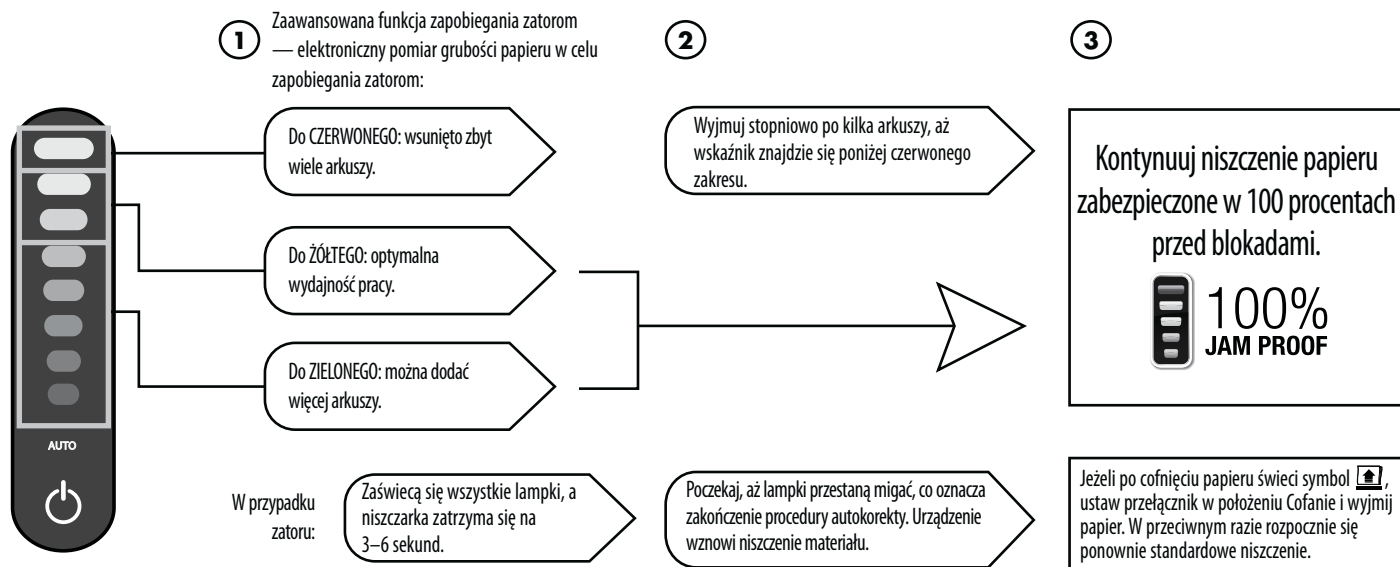 1
Zaawansowana funkcja zapobiegania zatorom
— elektroniczny pomiar grubości papieru w celu
zapobiegania zatorom:
Do CZERWONEGO: wsunięto zbyt
wiele arkuszy.
Do ŻÓŁTEGO: optymalna
wydajność pracy.
Do ZIELONEGO: można dodać
więcej arkuszy.
AUTO
2
Wyjmuj stopniowo po kilka arkuszy, aż
wskaźnik znajdzie się poniżej czerwonego
zakresu.
3
Kontynuuj niszczenie papieru
zabezpieczone w 100 procentach
przed blokadami.
100%
JAM PROOF
W przypadku
zatoru:
Zaświecą się wszystkie lampki, a
niszczarka zatrzyma się na
3–6 sekund.
Poczekaj, aż lampki przestaną migać, co oznacza
zakończenie procedury autokorekty. Urządzenie
wznowi niszczenie materiału.
Jeżeli po cofnięciu papieru świeci symbol ,
ustaw przełącznik w położeniu Cofanie i wyjmij
papier. W przeciwnym razie rozpocznie się
ponownie standardowe niszczenie.